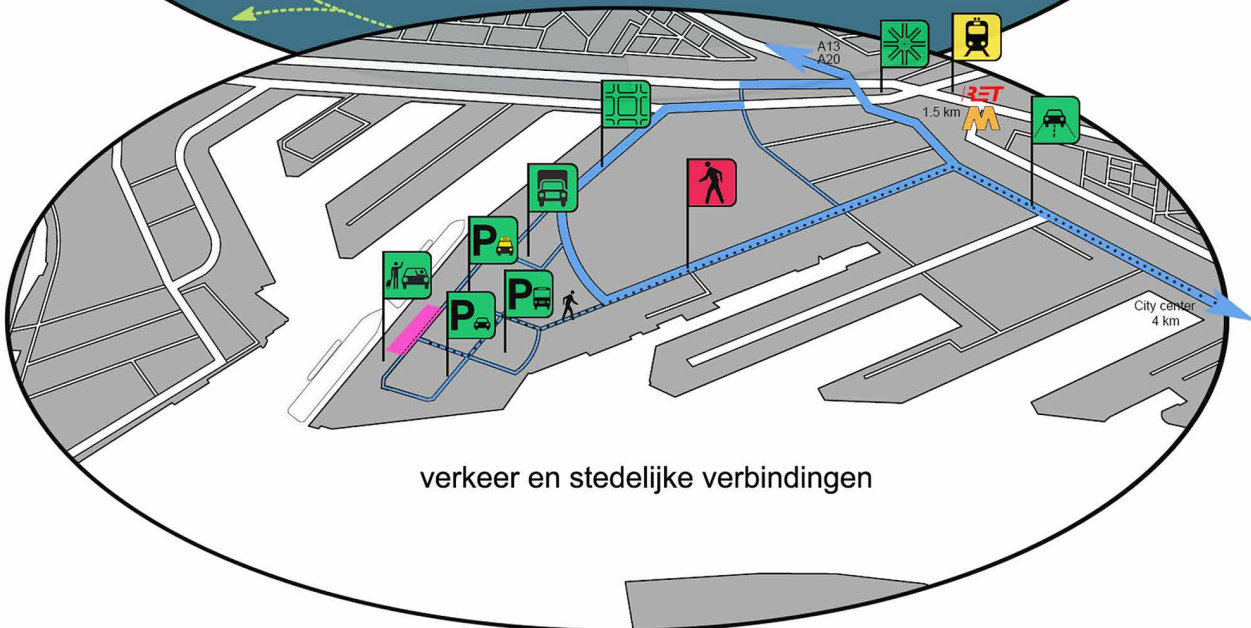 A13
A20
RET
M
1.5 km
P
P
P
City center
4 km
verkeer en stedelijke verbindingen